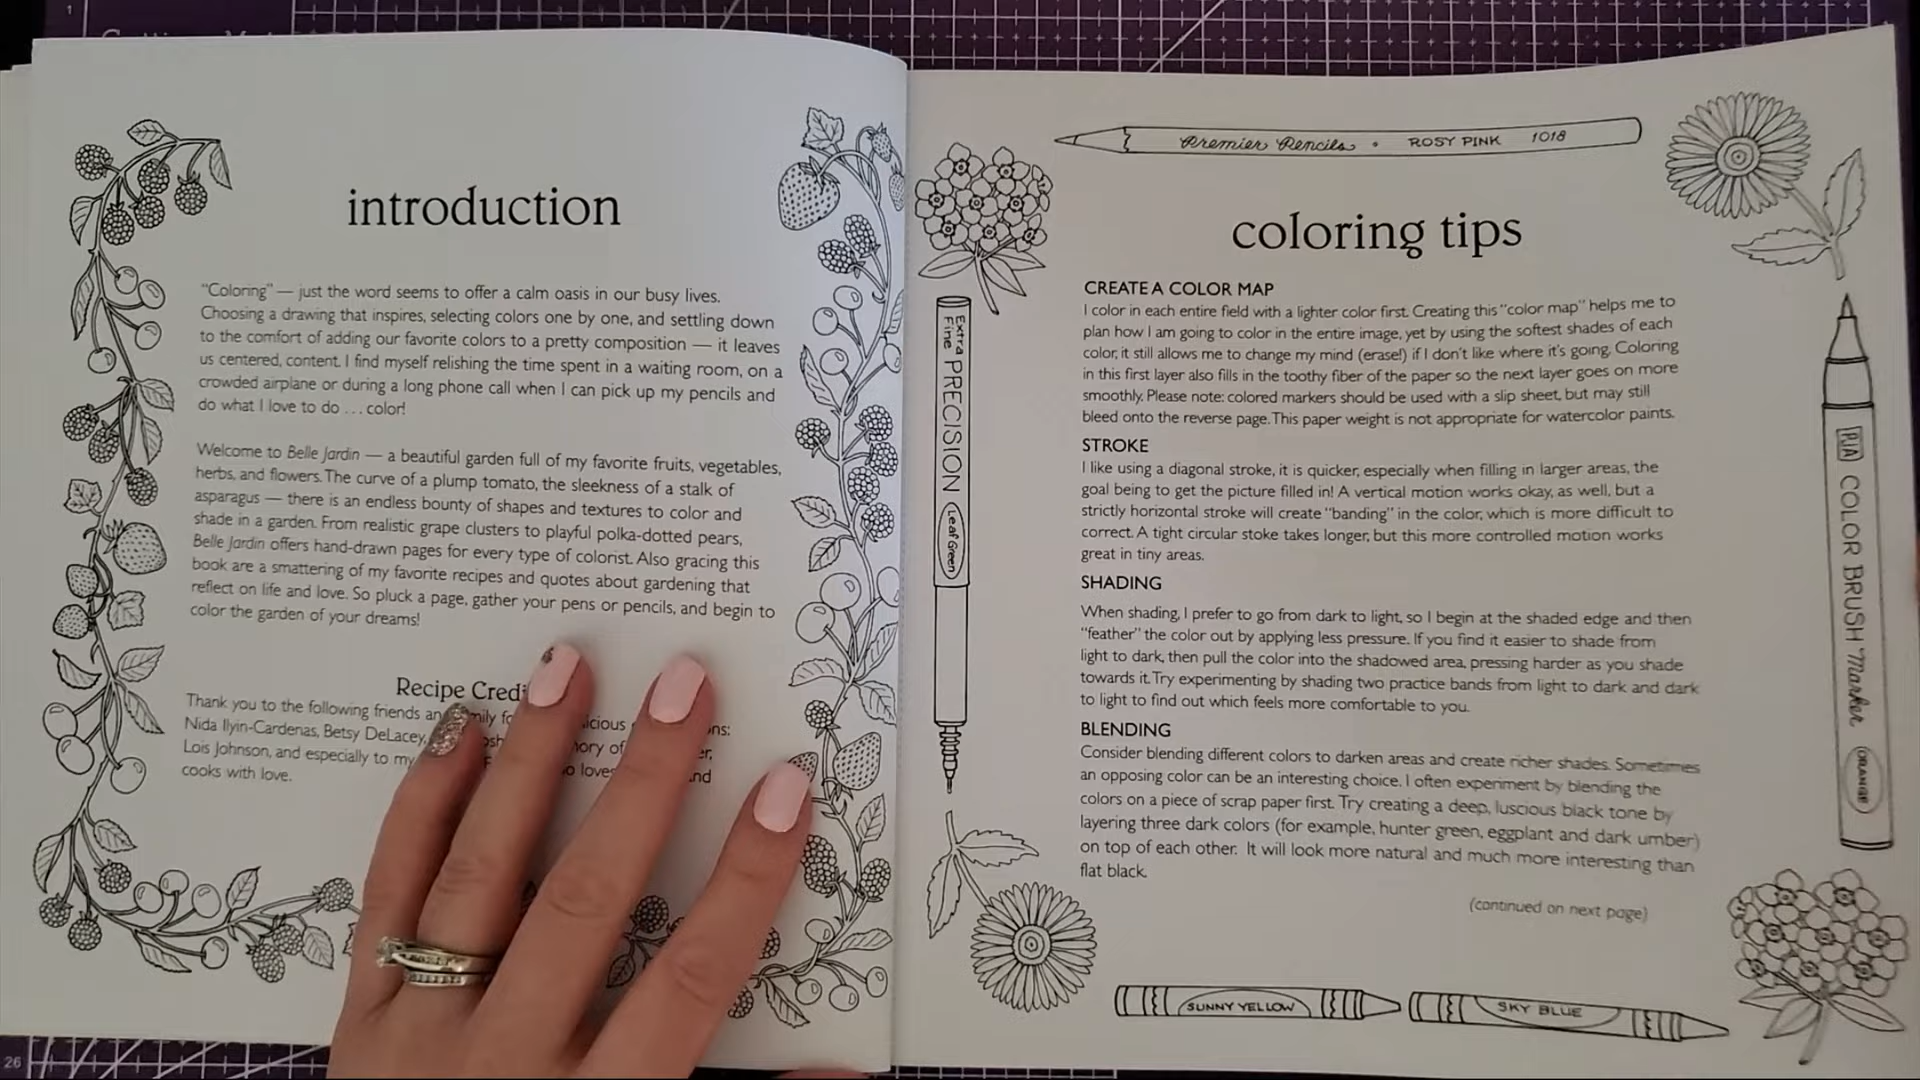 introduction
"Coloring" — just the word seems to offer a calm oasis in our busy lives.
Choosing a drawing that inspires, selecting colors one by one, and settling down
to the comfort of adding our favorite colors to a pretty composition — it leaves
us centered, content. I find myself relishing the time spent in a waiting room, on a
crowded airplane or during a long phone call when I can pick up my pencils and
do what I love to do . . . color!
Welcome to Belle Jardin — a beautiful garden full of my favorite fruits, vegetables,
herbs, and flowers. The curve of a plump tomato, the sleekness of a stalk of
asparagus — there is an endless bounty of shapes and textures to color and
shade in a garden. From realistic grape clusters to playful polka-dotted pears,
Belle Jardin offers hand-drawn pages for every type of colorist. Also gracing this
book are a smattering of my favorite recipes and quotes about gardening that
reflect on life and love. So pluck a page, gather your pens or pencils, and begin to
color the garden of your dreams!
Recipe
Thank you to the following friends
Nida Ilyin-Cardenas, Betsy DeLacey,
Lois Johnson, and especially to my
cooks with love.
26
1
Premier Pencils • ROSY PINK 1018
coloring tips
CREATE A COLOR MAP
I color in each entire field with a lighter color first. Creating this "color map" helps me to
plan how I am going to color in the entire image, yet by using the softest shades of each
color, it still allows me to change my mind (erase!) if I don't like where it's going. Coloring
in this first layer also fills in the toothy fiber of the paper so the next layer goes on more
smoothly. Please note: colored markers should be used with a slip sheet, but may still
bleed onto the reverse page. This paper weight is not appropriate for watercolor paints.
STROKE
I like using a diagonal stroke, it is quicker, especially when filling in larger areas, the
goal being to get the picture filled in! A vertical motion works okay, as well, but a
strictly horizontal stroke will create "banding" in the color, which is more difficult to
correct. A tight circular stoke takes longer, but this more controlled motion works
great in tiny areas.
SHADING
When shading, I prefer to go from dark to light, so I begin at the shaded edge and then
"feather" the color out by applying less pressure. If you find it easier to shade from
light to dark, then pull the color into the shadowed area, pressing harder as you shade
towards it. Try experimenting by shading two practice bands from light to dark and dark
to light to find out which feels more comfortable to you.
BLENDING
Consider blending different colors to darken areas and create richer shades. Sometimes
an opposing color can be an interesting choice. I often experiment by blending the
colors on a piece of scrap paper first. Try creating a deep, luscious black tone by
layering three dark colors (for example, hunter green, eggplant and dark umber)
on top of each other. It will look more natural and much more interesting than
flat black.
(continued on next page)
Extra Fine PRECISION Leaf Green
COLOR BRUSH Marker ORANGE
SUNNY YELLOW
SKY BLUE